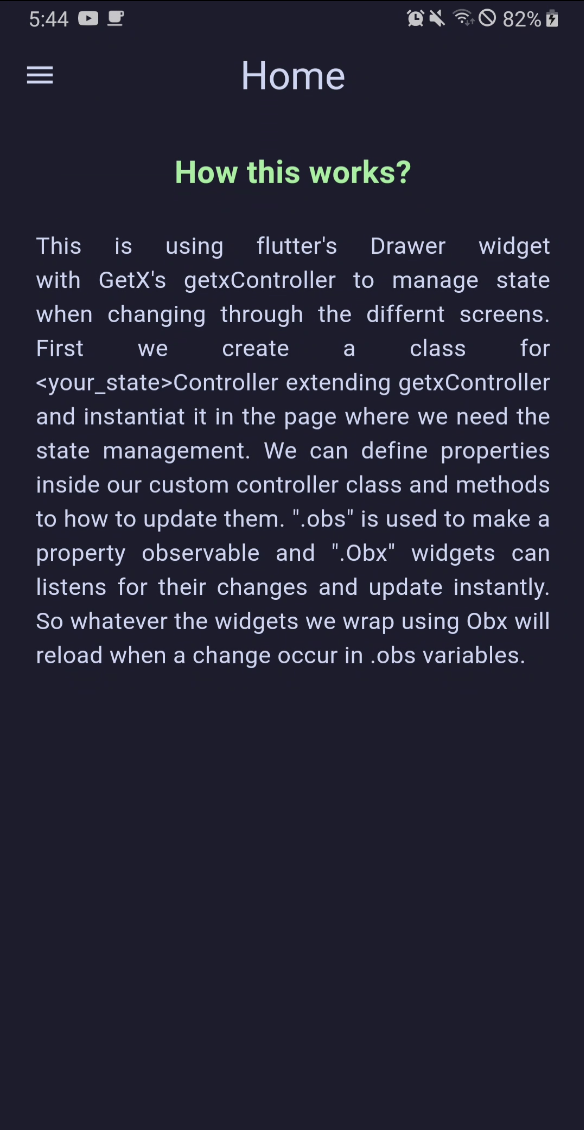 5:44 82%
Home
How this works?
This is using flutter's Drawer widget
with GetX's getxController to manage state
when changing through the differnt screens.
First we create a class for
<your_state>Controller extending getxController
and instantiat it in the page where we need the
state management. We can define properties
inside our custom controller class and methods
to how to update them. ".obs" is used to make a
property observable and ".Obx" widgets can
listens for their changes and update instantly.
So whatever the widgets we wrap using Obx will
reload when a change occur in .obs variables.